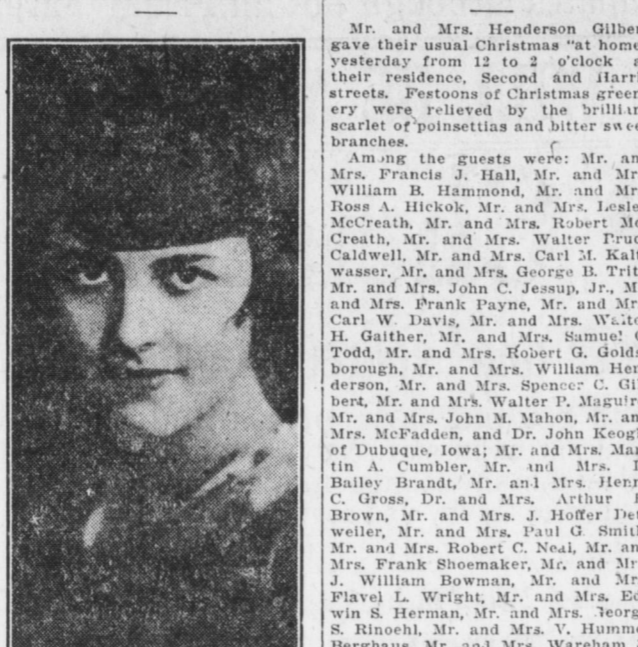 Mr. and Mrs. Henderson Gilber
gave their usual Christmas "at home
yesterday from 12 to 2 o'clock a
their residence, Second and Harri
streets. Festoons of Christmas green
ery were relieved by the brillian
scarlet of poinsettias and bitter swee
branches.
Among the guests were: Mr. an
Mrs. Francis J. Hall, Mr. and Mr
William B. Hammond, Mr. and Mr
Ross A. Hickok, Mr. and Mrs. Lesle
McCreath, Mr. and Mrs. Robert Mc
Creath, Mr. and Mrs. Walter Pruc
Caldwell, Mr. and Mrs. Carl M. Kalt
wasser, Mr. and Mrs. George B. Trit
Mr. and Mrs. John C. Jessup, Jr., M
and Mrs. Frank Payne, Mr. and Mr
Carl W. Davis, Mr. and Mrs. Walte
H. Gaither, Mr. and Mrs. Samuel
Todd, Mr. and Mrs. Robert G. Golds
borough, Mr. and Mrs. William Hen
derson, Mr. and Mrs. Spencer C. Gil
bert, Mr. and Mrs. Walter P. Maguire
Mr. and Mrs. John M. Mahon, Mr. an
Mrs. McFadden, and Dr. John Keogh
of Dubuque, Iowa; Mr. and Mrs. Mar
tin A. Cumbler, Mr. and Mrs.
Bailey Brandt, Mr. and Mrs. Henr
C. Gross, Dr. and Mrs. Arthur
Brown, Mr. and Mrs. J. Hoffer Det
weiler, Mr. and Mrs. Paul G. Smith
Mr. and Mrs. Robert C. Neal, Mr. an
Mrs. Frank Shoemaker, Mr. and Mr
J. William Bowman, Mr. and Mr
Flavel L. Wright, Mr. and Mrs. Ed
win S. Herman, Mr. and Mrs. Georg
S. Rinoehl, Mr. and Mrs. V. Humme
Berghaus, Mr. and Mrs. Wareham